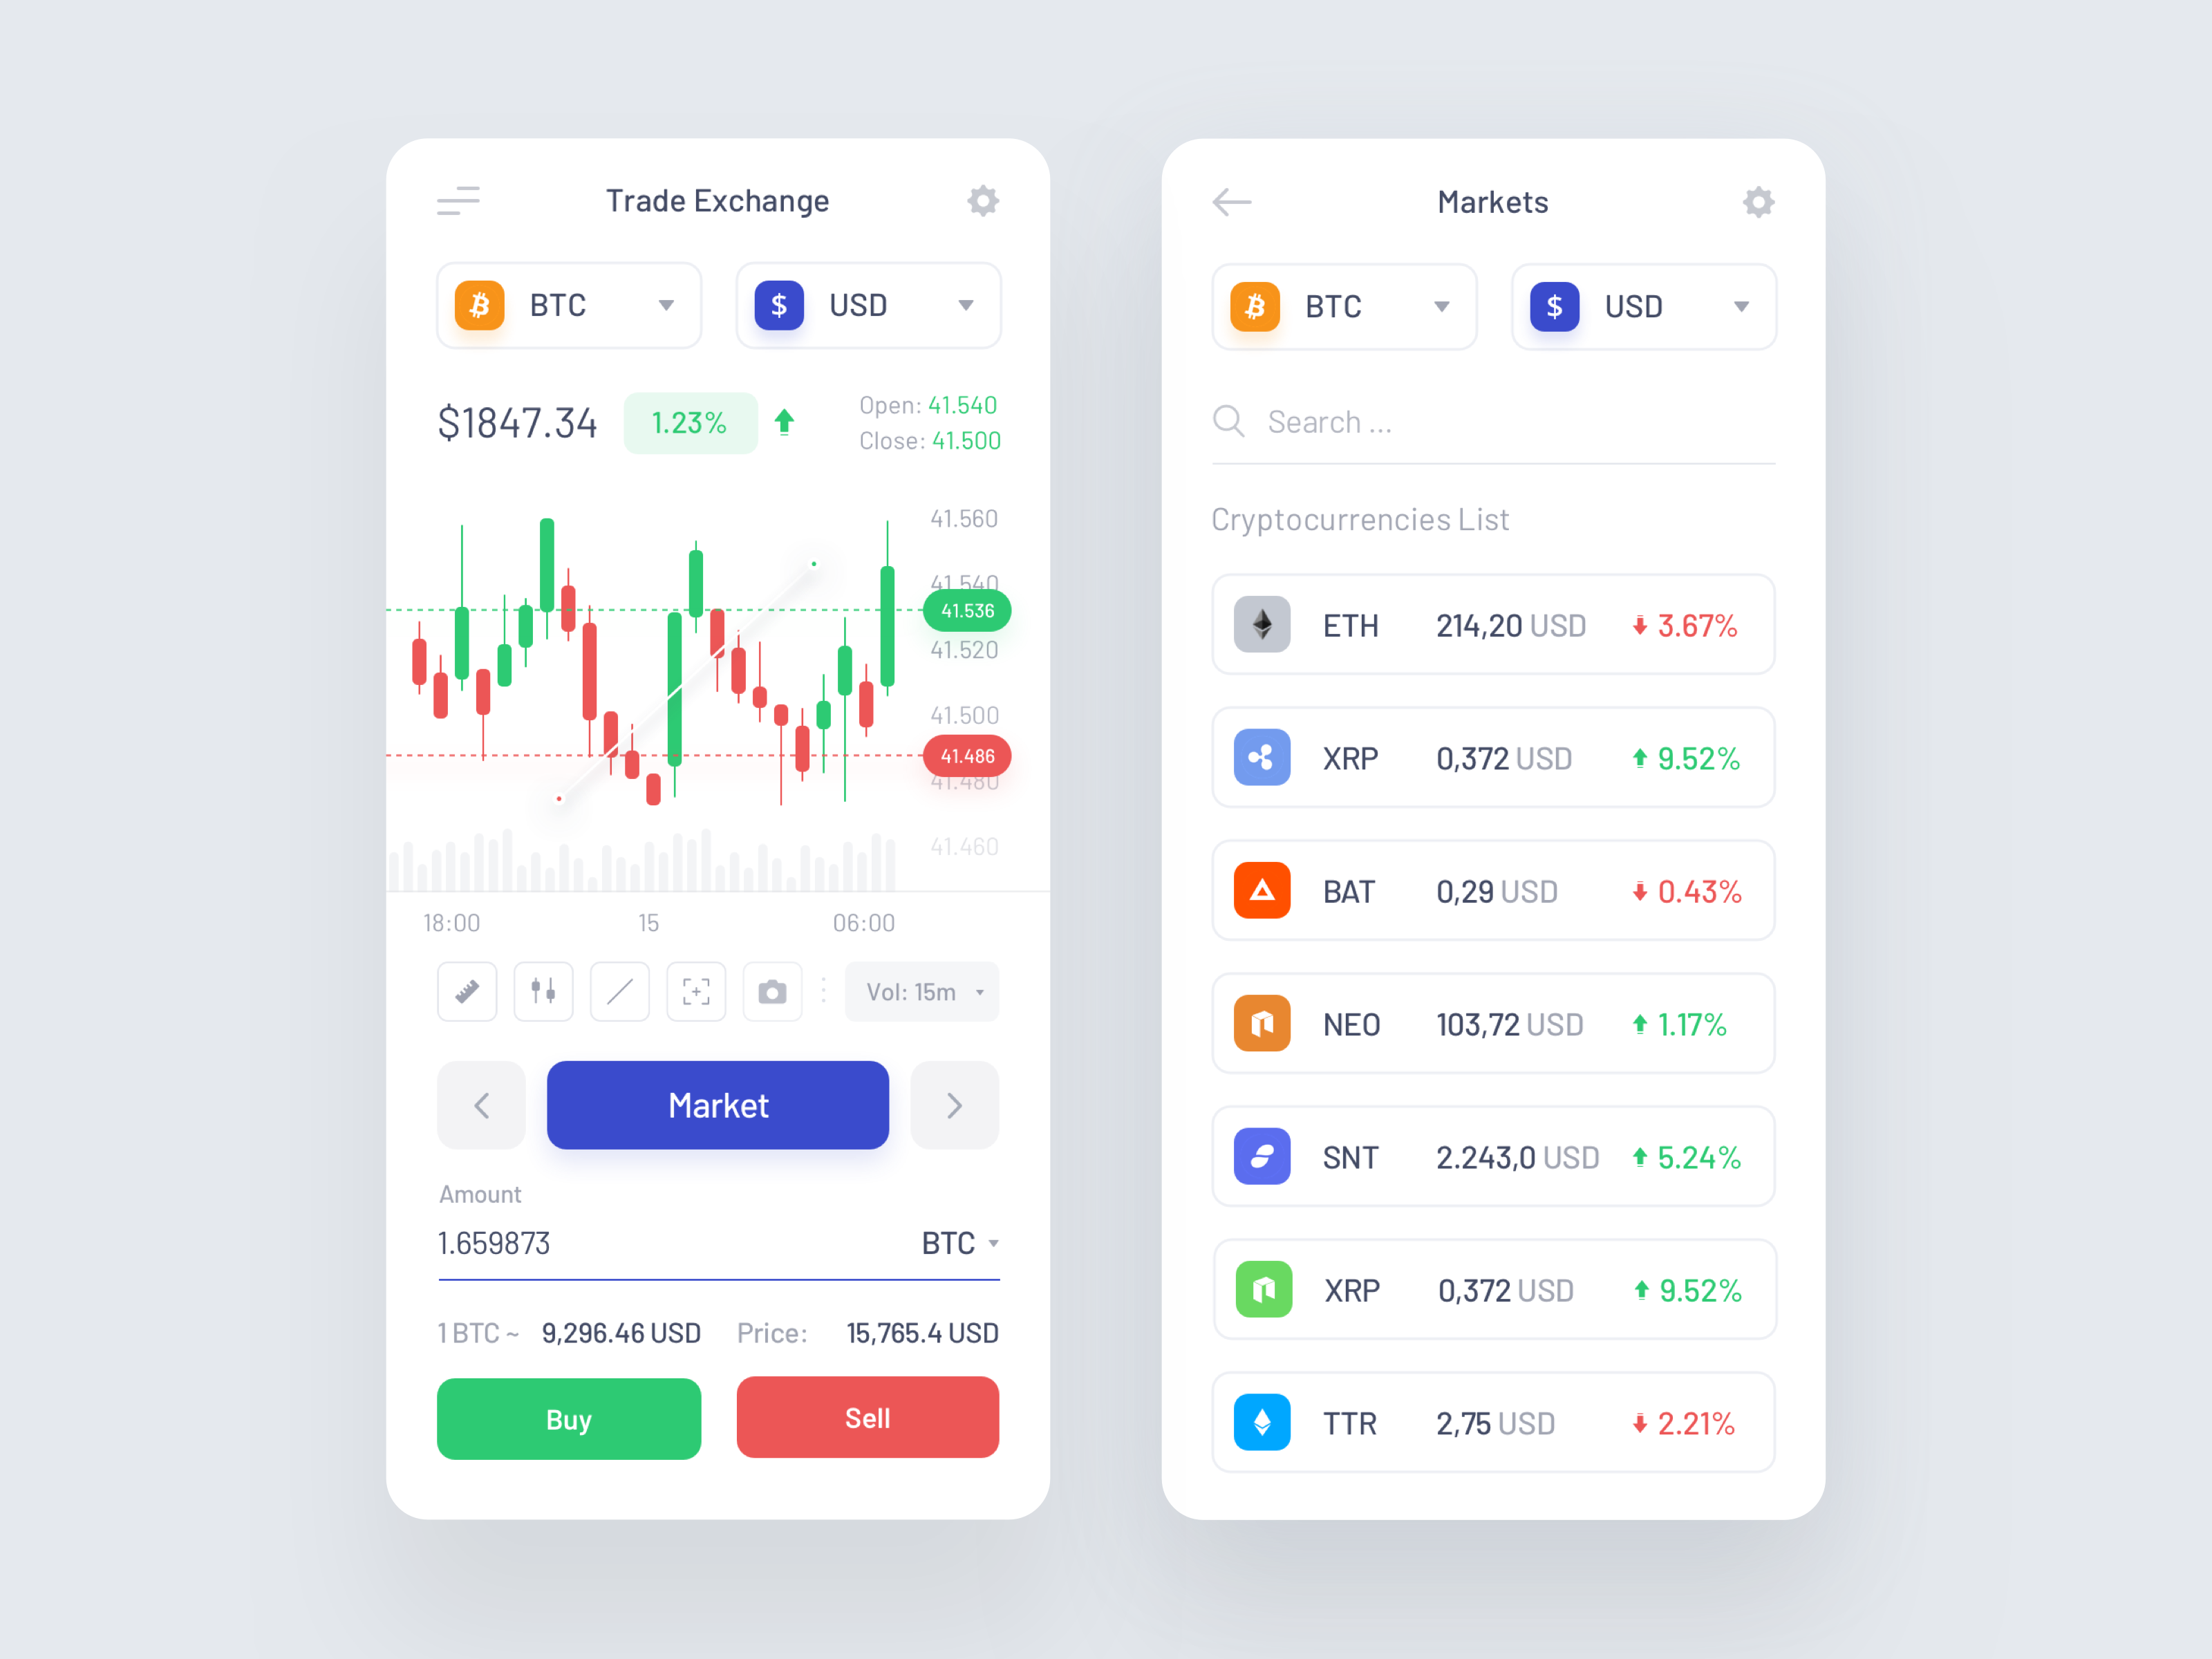 Trade Exchange
BTC
$ USD
$1847.34 1.23%
Open: 41.540
Close: 41.500
41.560
41.540
41.536
41.520
41.500
41.486
41.480
41.460
18:00 15 06:00
Vol: 15m
Market
Amount
1.659873 BTC
1 BTC ~ 9,296.46 USD Price: 15,765.4 USD
Buy Sell
Markets
BTC
$ USD
Search ...
Cryptocurrencies List
ETH 214,20 USD 3.67%
XRP 0,372 USD 9.52%
BAT 0,29 USD 0.43%
NEO 103,72 USD 1.17%
SNT 2.243,0 USD 5.24%
XRP 0,372 USD 9.52%
TTR 2,75 USD 2.21%